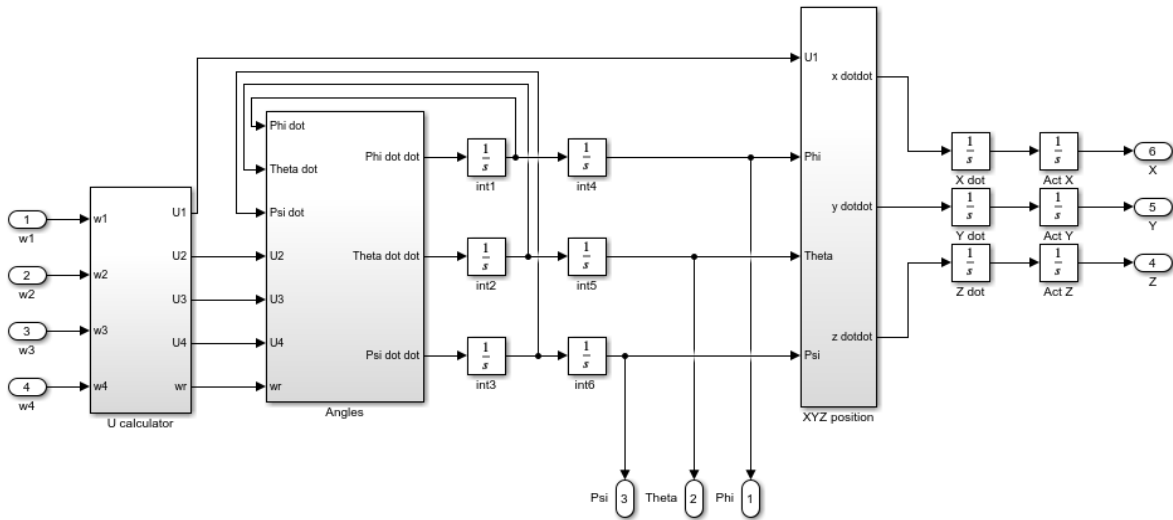 U1
x dotdot
Phi dot
Theta dot
Psi dot
U2
U3
U4
wr
Phi dot dot
Theta dot dot
Psi dot dot
Angles
1
w1
2
w2
3
w3
4
w4
w1
w2
w3
w4
U1
U2
U3
U4
wr
U calculator
1
s
int1
1
s
int4
1
s
int2
1
s
int5
1
s
int3
1
s
int6
Phi
Theta
Psi
y dotdot
z dotdot
XYZ position
1
s
X dot
1
s
Act X
6
X
1
s
Y dot
1
s
Act Y
5
Y
1
s
Z dot
1
s
Act Z
4
Z
Psi
3
Theta
2
Phi
1